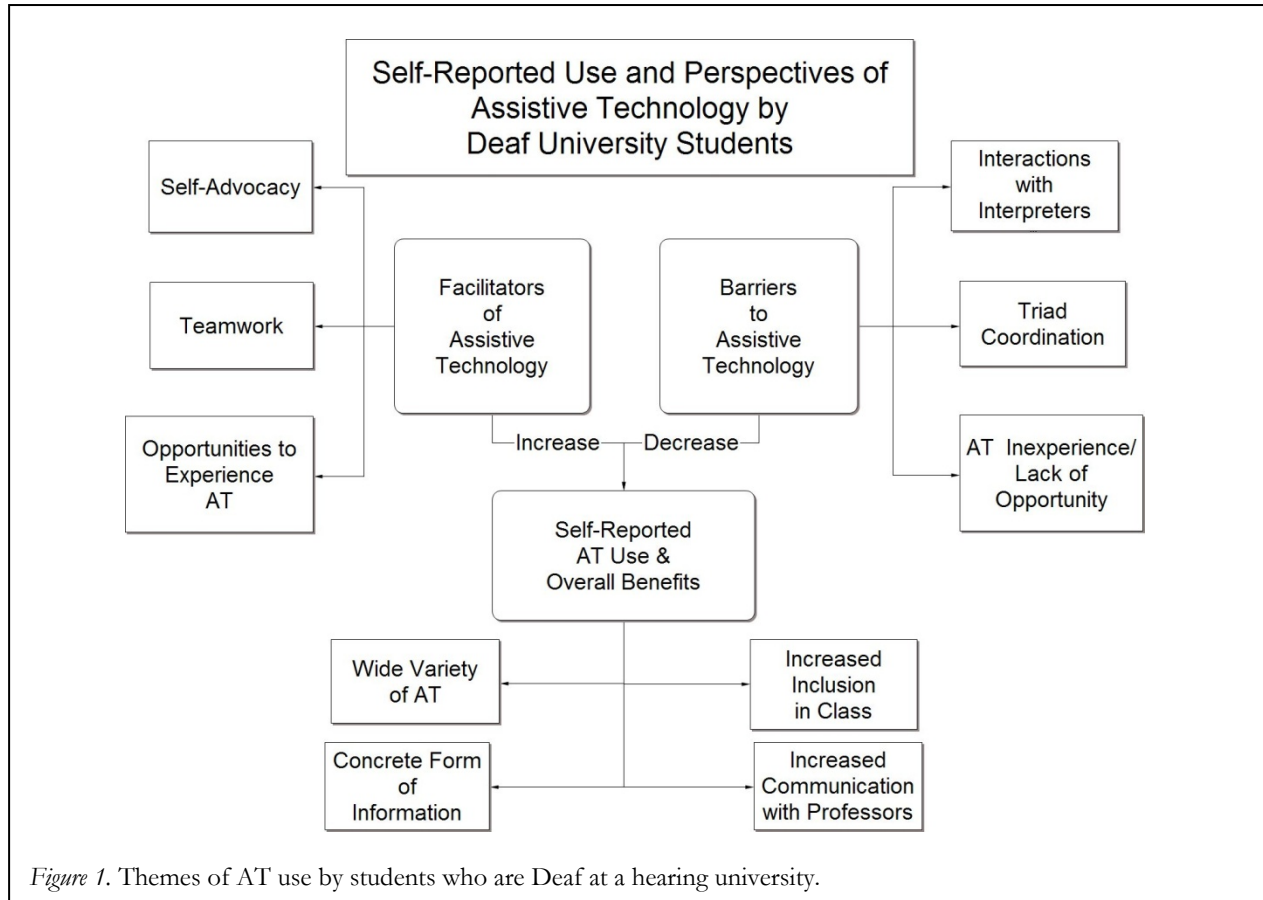 Self-Reported Use and Perspectives of
Assistive Technology by
Deaf University Students
Self-Advocacy
Teamwork
Opportunities to
Experience
AT
Facilitators
of
Assistive
Technology
Barriers
to
Assistive
Technology
Interactions
with
Interpreters
Triad
Coordination
AT Inexperience/
Lack of
Opportunity
Increase
Decrease
Self-Reported
AT Use &
Overall Benefits
Wide Variety
of AT
Increased
Inclusion
in Class
Concrete Form
of
Information
Increased
Communication
with Professors
Figure 1. Themes of AT use by students who are Deaf at a hearing university.